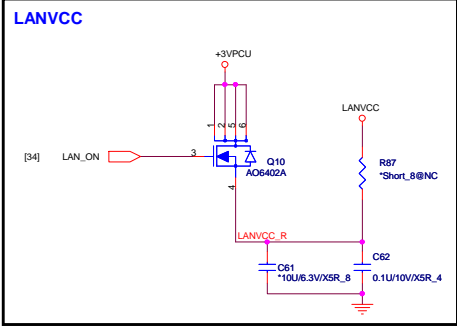 LANVCC
+3VPCU
LANVCC
1
2
5
6
[34] LAN_ON
3
Q10
AO6402A
R87
*Short_8@NC
4
LANVCC_R
C61
*10U/6.3V/X5R_8
C62
0.1U/10V/X5R_4